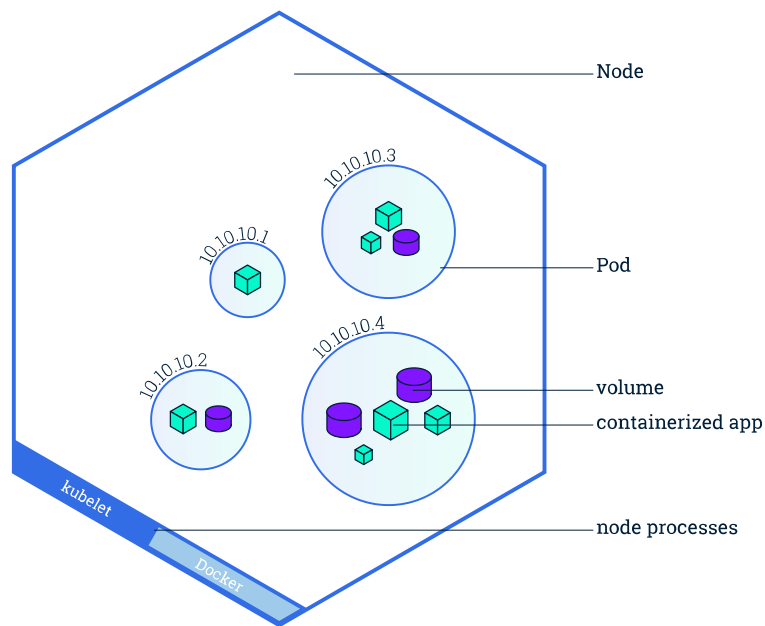 Node
10.10.10.3
10.10.10.1
Pod
10.10.10.4
10.10.10.2
volume
containerized app
kubelet
node processes
Docker